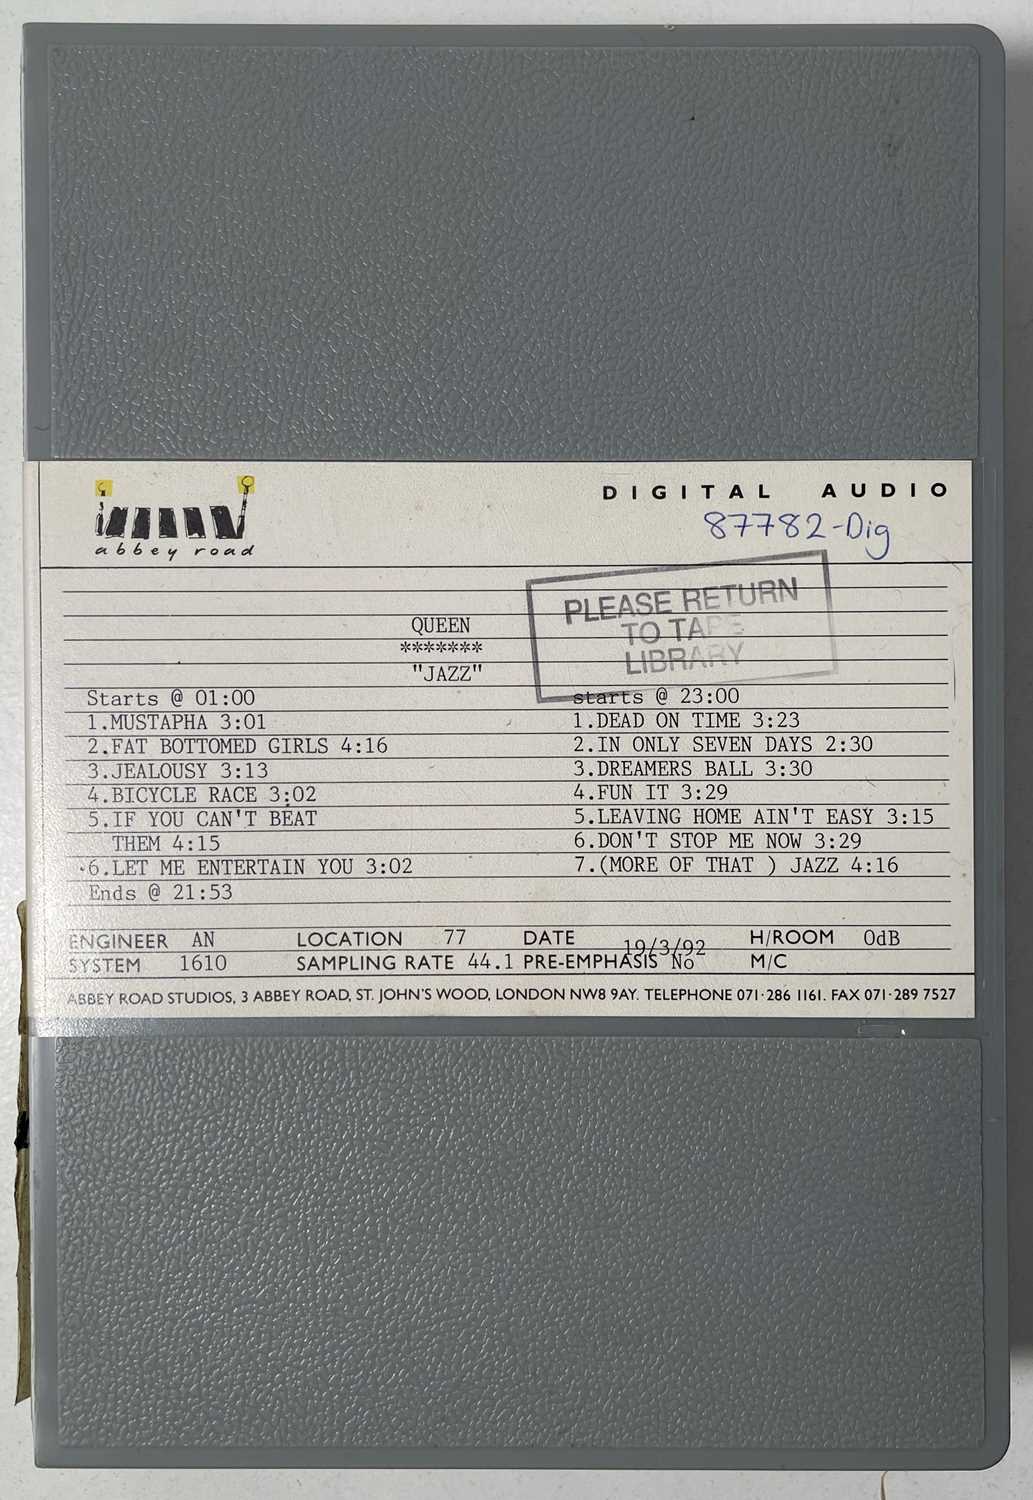 abbey road
DIGITAL AUDIO
87782-Dig
PLEASE RETURN
TO TAPE
LIBRARY
QUEEN
*******
"JAZZ"
Starts @ 01:00
1.MUSTAPHA 3:01
2.FAT BOTTOMED GIRLS 4:16
3.JEALOUSY 3:13
4.BICYCLE RACE 3:02
5.IF YOU CAN'T BEAT
THEM 4:15
6.LET ME ENTERTAIN YOU 3:02
Ends @ 21:53
starts @ 23:00
1.DEAD ON TIME 3:23
2.IN ONLY SEVEN DAYS 2:30
3.DREAMERS BALL 3:30
4.FUN IT 3:29
5.LEAVING HOME AIN'T EASY 3:15
6.DON'T STOP ME NOW 3:29
7.(MORE OF THAT ) JAZZ 4:16
ENGINEER AN LOCATION 77 DATE 19/3/92 H/ROOM 0dB
SYSTEM 1610 SAMPLING RATE 44.1 PRE-EMPHASIS No M/C
ABBEY ROAD STUDIOS, 3 ABBEY ROAD, ST. JOHN'S WOOD, LONDON NW8 9AY. TELEPHONE 071·286 1161. FAX 071·289 7527